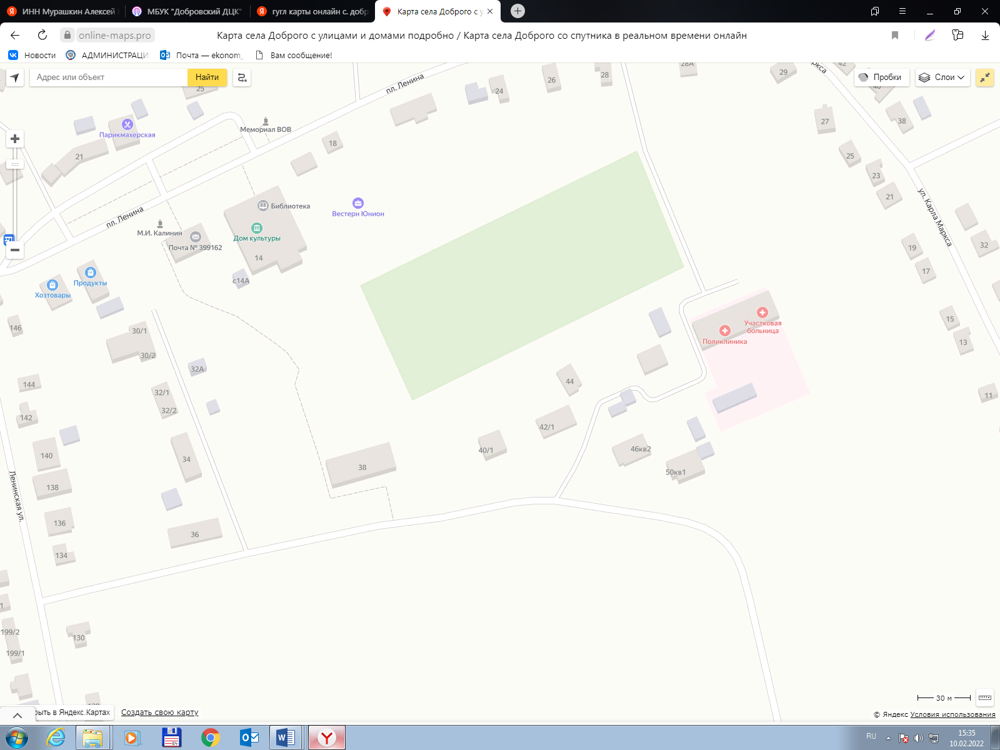 ИНН Мурашкин Алексей
МБУК "Добровский ДЦК"
гугл карты онлайн с. добр
Карта села Доброго с у
online-maps.pro
Карта села Доброго с улицами и домами подробно / Карта села Доброго со спутника в реальном времени онлайн
Новости
АДМИНИСТРАЦИ
Почта — ekonom_
Вам сообщение!
Адрес или объект
Найти
Пробки
Слои
25
24
26
28
28А
29
42
40
38
27
25
23
21
пл. Ленина
Мемориал ВОВ
Парикмахерская
21
18
Библиотека
Вестерн Юнион
Дом культуры
14
с14А
пл. Ленина
М.И. Калинин
Почта № 399162
ул. Карла Маркса
19
17
32
15
13
11
Продукты
Хозтовары
146
30/1
30/2
32А
144
32/1
32/2
142
140
34
138
136
36
134
Ленинская ул.
Участковая
больница
Поликлиника
44
42/1
40/1
38
46кв2
50кв1
199/2
199/1
130
30 м
рыть в Яндекс.Картах
Создать свою карту
© Яндекс Условия использования
RU
15:35
10.02.2022